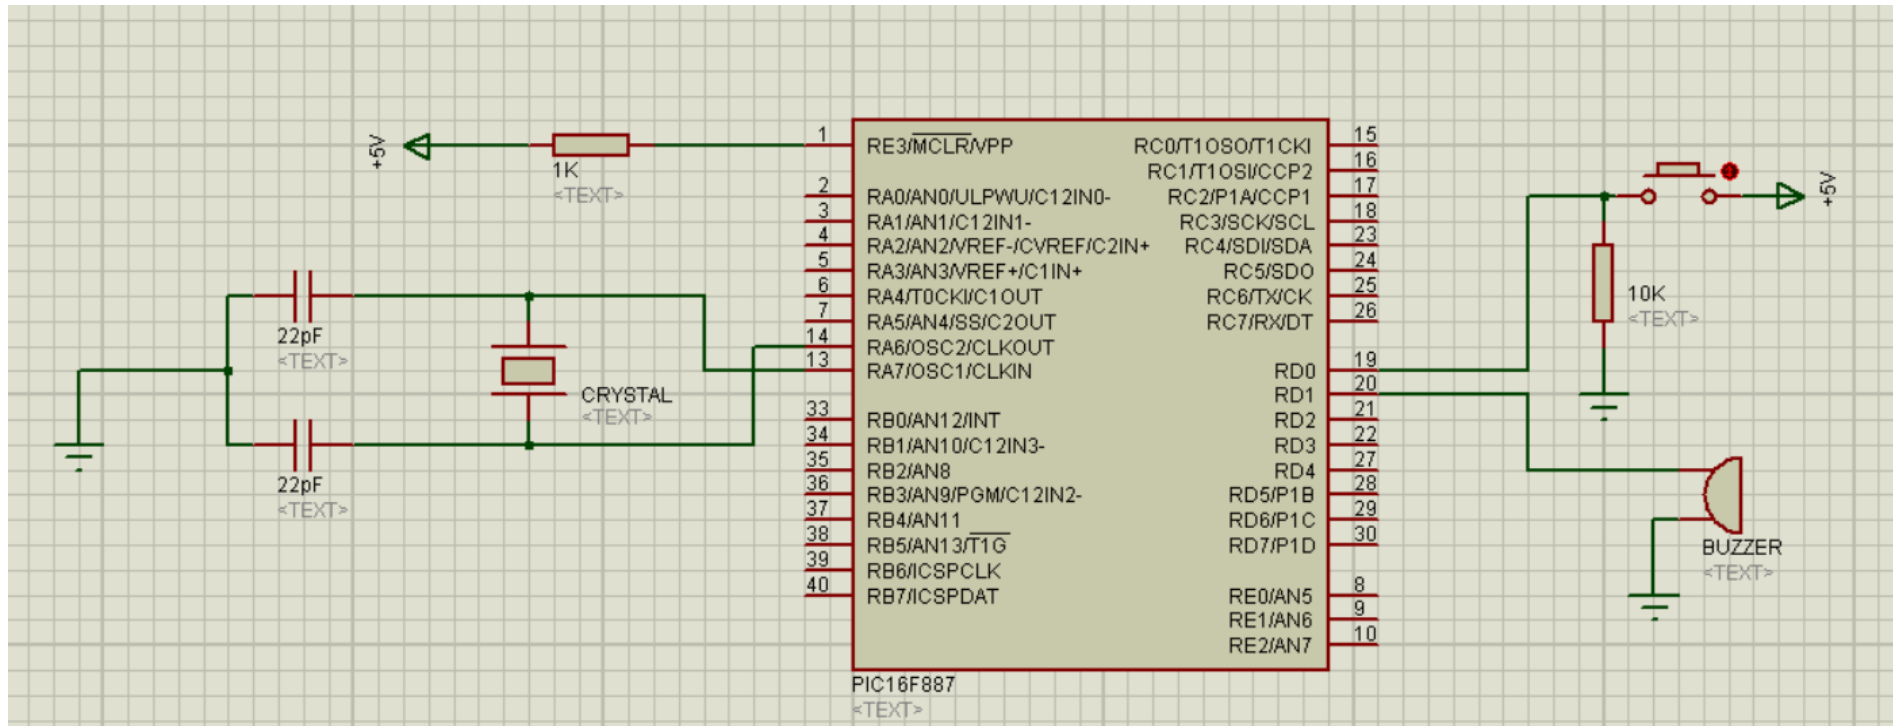 +5V
1K
<TEXT>
22pF
<TEXT>
22pF
<TEXT>
CRYSTAL
<TEXT>
1 RE3/MCLR/VPP
2 RA0/AN0/ULPWU/C12IN0-
3 RA1/AN1/C12IN1-
4 RA2/AN2/VREF-/CVREF/C2IN+
5 RA3/AN3/VREF+/C1IN+
6 RA4/T0CKI/C1OUT
7 RA5/AN4/SS/C2OUT
14 RA6/OSC2/CLKOUT
13 RA7/OSC1/CLKIN
33 RB0/AN12/INT
34 RB1/AN10/C12IN3-
35 RB2/AN8
36 RB3/AN9/PGM/C12IN2-
37 RB4/AN11
38 RB5/AN13/T1G
39 RB6/ICSPCLK
40 RB7/ICSPDAT
RC0/T1OSO/T1CKI 15
RC1/T1OSI/CCP2 16
RC2/P1A/CCP1 17
RC3/SCK/SCL 18
RC4/SDI/SDA 23
RC5/SDO 24
RC6/TX/CK 25
RC7/RX/DT 26
RD0 19
RD1 20
RD2 21
RD3 22
RD4 27
RD5/P1B 28
RD6/P1C 29
RD7/P1D 30
RE0/AN5 8
RE1/AN6 9
RE2/AN7 10
PIC16F887
<TEXT>
+5V
10K
<TEXT>
BUZZER
<TEXT>